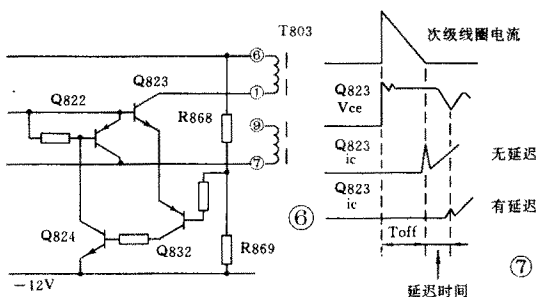 T803
⑥
Q823
①
Q822
R868
⑨
⑦
Q824
Q832
R869
⑥
-12V
次级线圈电流
Q823
Vce
Q823
ic
无延迟
Q823
ic
有延迟
Toff
延迟时间
⑦